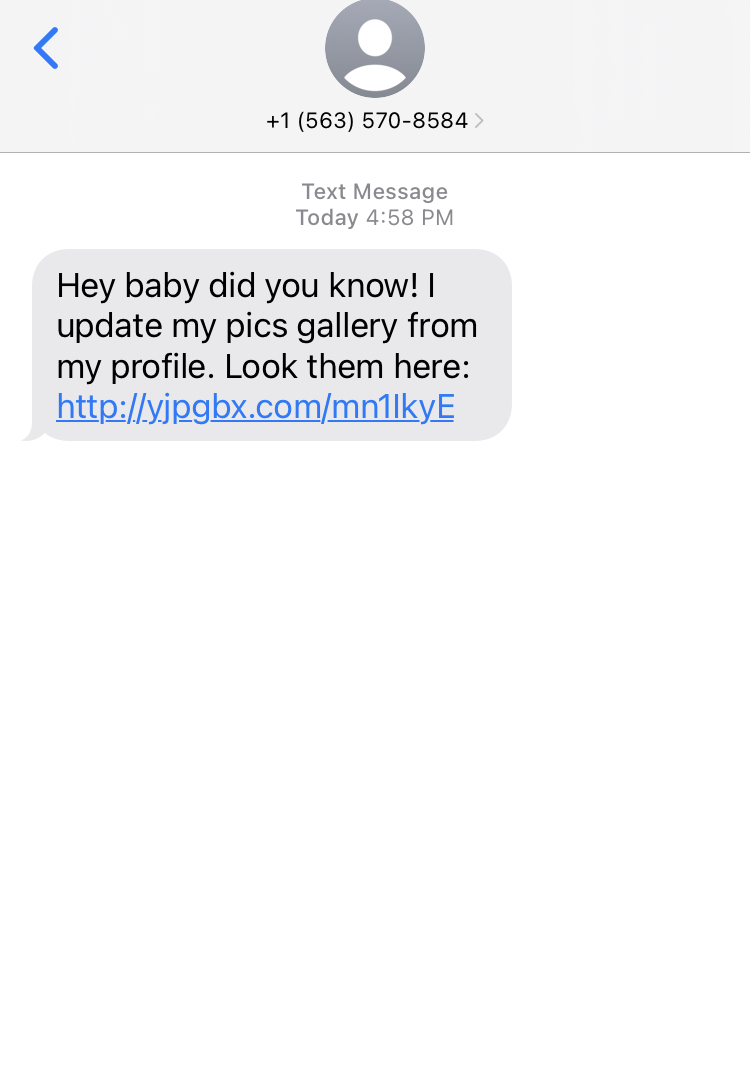 +1 (563) 570-8584
Text Message
Today 4:58 PM
Hey baby did you know! I
update my pics gallery from
my profile. Look them here:
http://yjpgbx.com/mn1lkyE